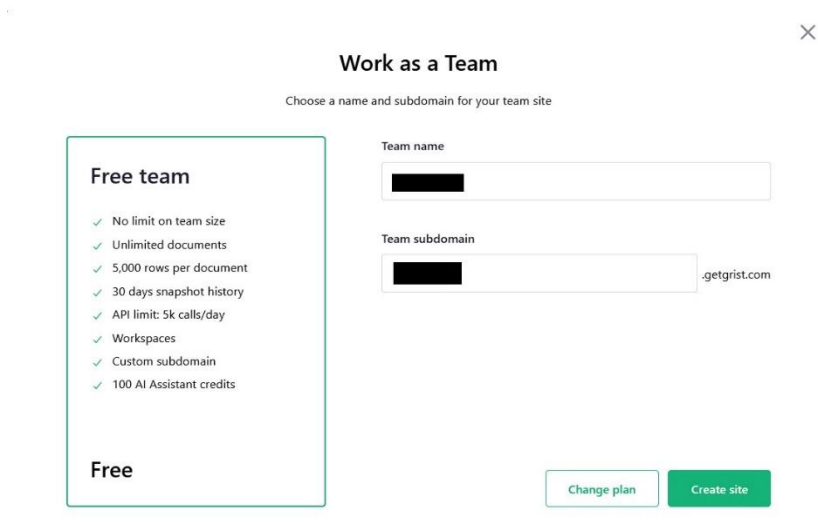 Work as a Team
Choose a name and subdomain for your team site
Free team
No limit on team size
Unlimited documents
5,000 rows per document
30 days snapshot history
API limit: 5k calls/day
Workspaces
Custom subdomain
100 AI Assistant credits
Free
Team name
Team subdomain
.getgrist.com
Change plan
Create site